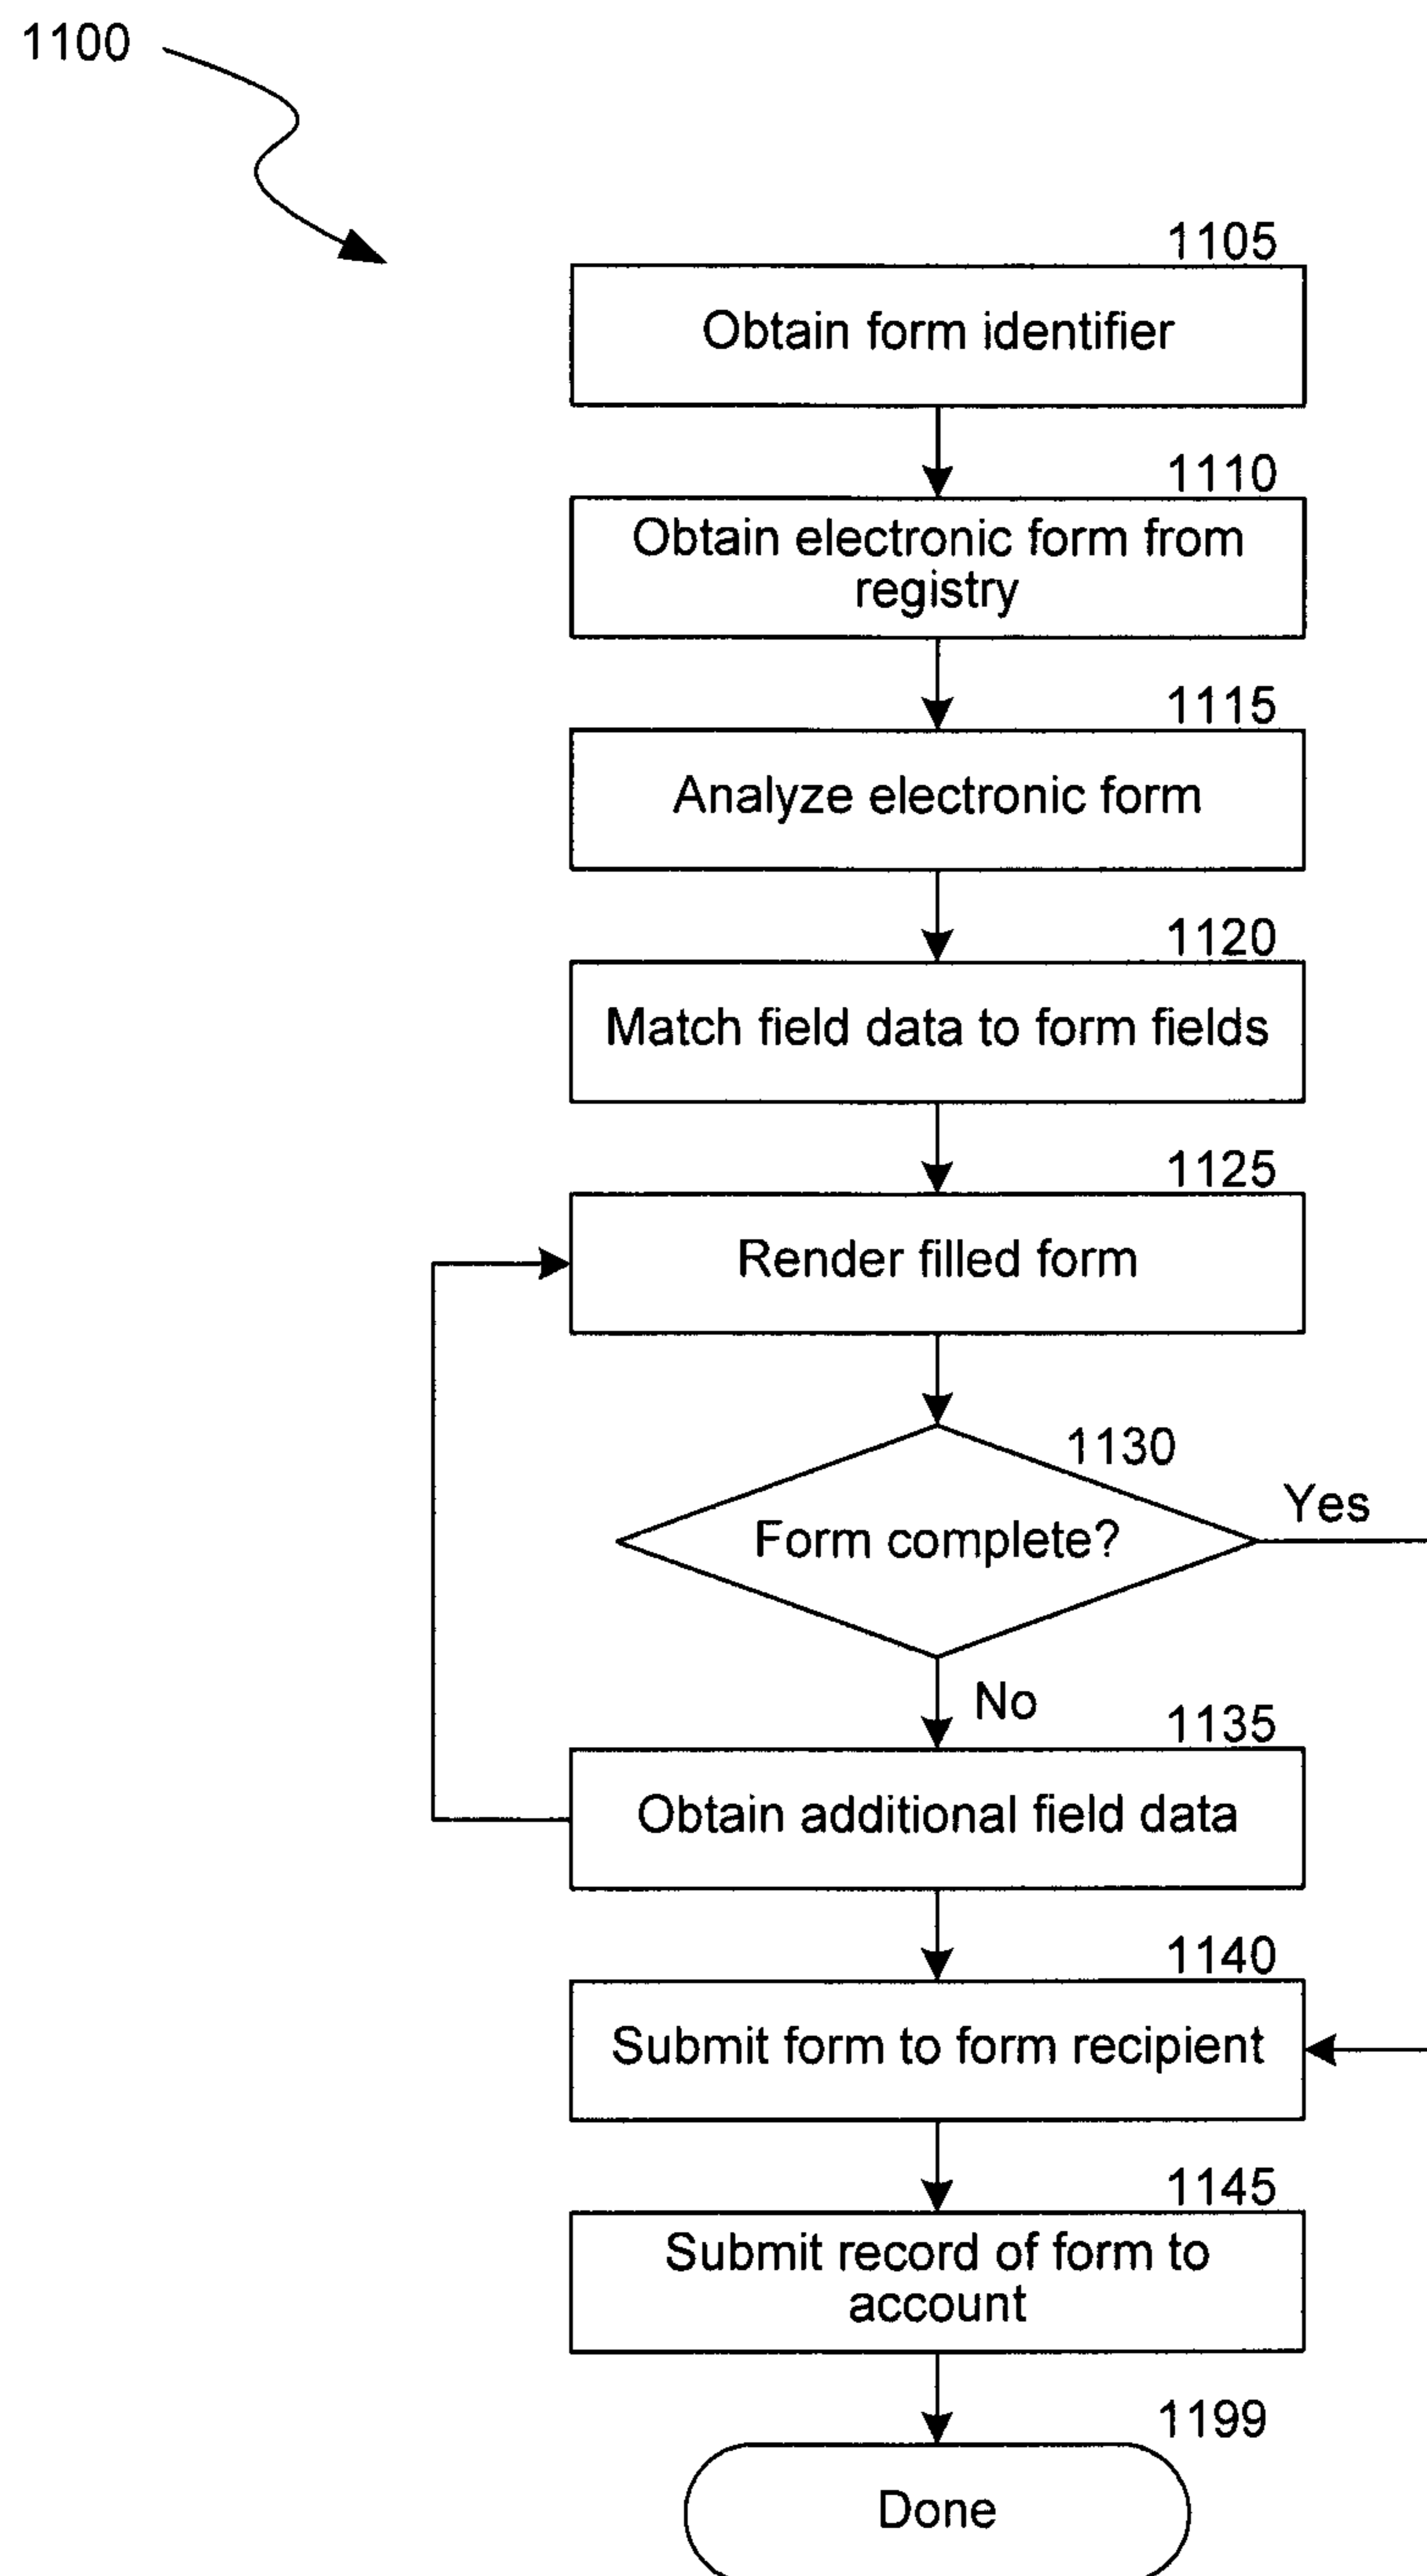 1100
1105
Obtain form identifier
1110
Obtain electronic form from
registry
1115
Analyze electronic form
1120
Match field data to form fields
1125
Render filled form
1130
Form complete?
Yes
No
1135
Obtain additional field data
1140
Submit form to form recipient
1145
Submit record of form to
account
1199
Done